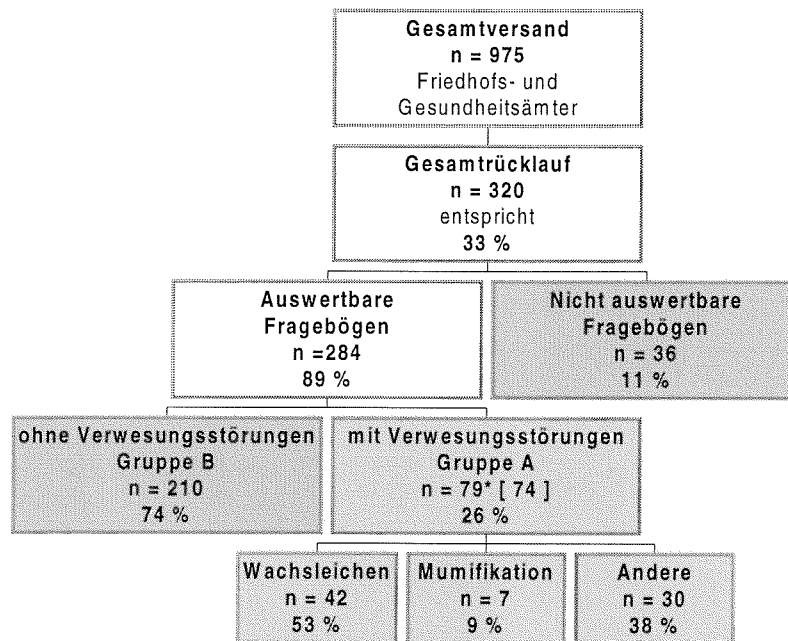 Gesamtversand
n = 975
Friedhofs- und
Gesundheitsämter
Gesamtrücklauf
n = 320
entspricht
33 %
Auswertbare
Fragebögen
n =284
89 %
Nicht auswertbare
Fragebögen
n = 36
11 %
ohne Verwesungsstörungen
Gruppe B
n = 210
74 %
mit Verwesungsstörungen
Gruppe A
n = 79* [ 74 ]
26 %
Wachsleichen
n = 42
53 %
Mumifikation
n = 7
9 %
Andere
n = 30
38 %